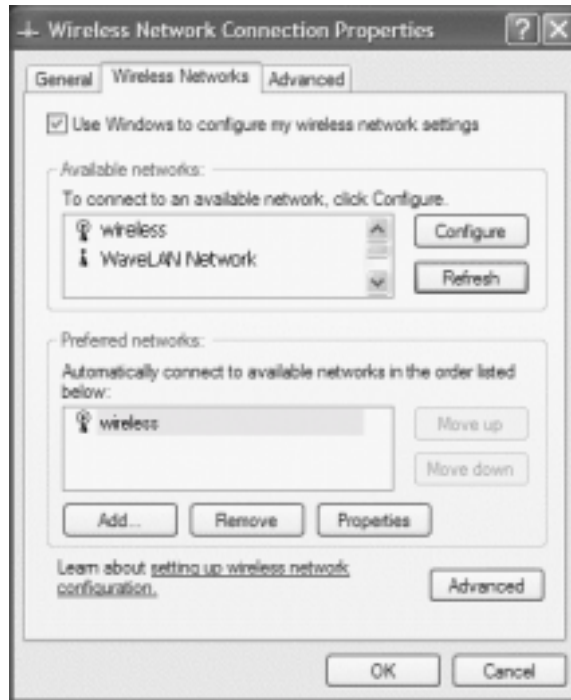 Wireless Network Connection Properties
General
Wireless Networks
Advanced
Use Windows to configure my wireless network settings
Available networks:
To connect to an available network, click Configure.
wireless
WaveLAN Network
Configure
Refresh
Preferred networks:
Automatically connect to available networks in the order listed
below:
wireless
Move up
Move down
Add...
Remove
Properties
Learn about setting up wireless network
configuration.
Advanced
OK
Cancel